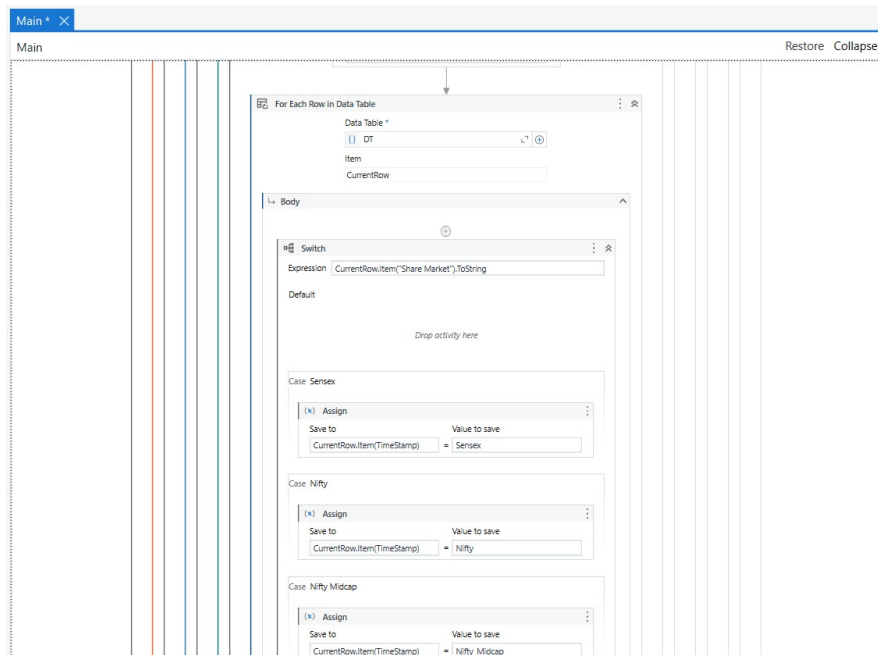 Main *
Main
Restore Collapse
For Each Row in Data Table
Data Table *
DT
Item
CurrentRow
Body
Switch
Expression CurrentRow.Item("Share Market").ToString
Default
Drop activity here
Case Sensex
Assign
Save to Value to save
CurrentRow.Item(TimeStamp) = Sensex
Case Nifty
Assign
Save to Value to save
CurrentRow.Item(TimeStamp) = Nifty
Case Nifty Midcap
Assign
Save to Value to save
CurrentRow.Item(TimeStamp) = Nifty_Midcap